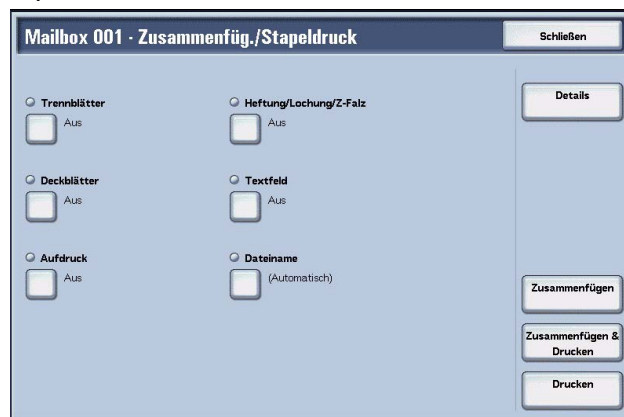 Mailbox 001 - Zusammenfüg./Stapeldruck
Schließen
Trennblätter
Aus
Heftung/Lochung/Z-Falz
Aus
Details
Deckblätter
Aus
Textfeld
Aus
Aufdruck
Aus
Dateiname
(Automatisch)
Zusammenfügen
Zusammenfügen &
Drucken
Drucken